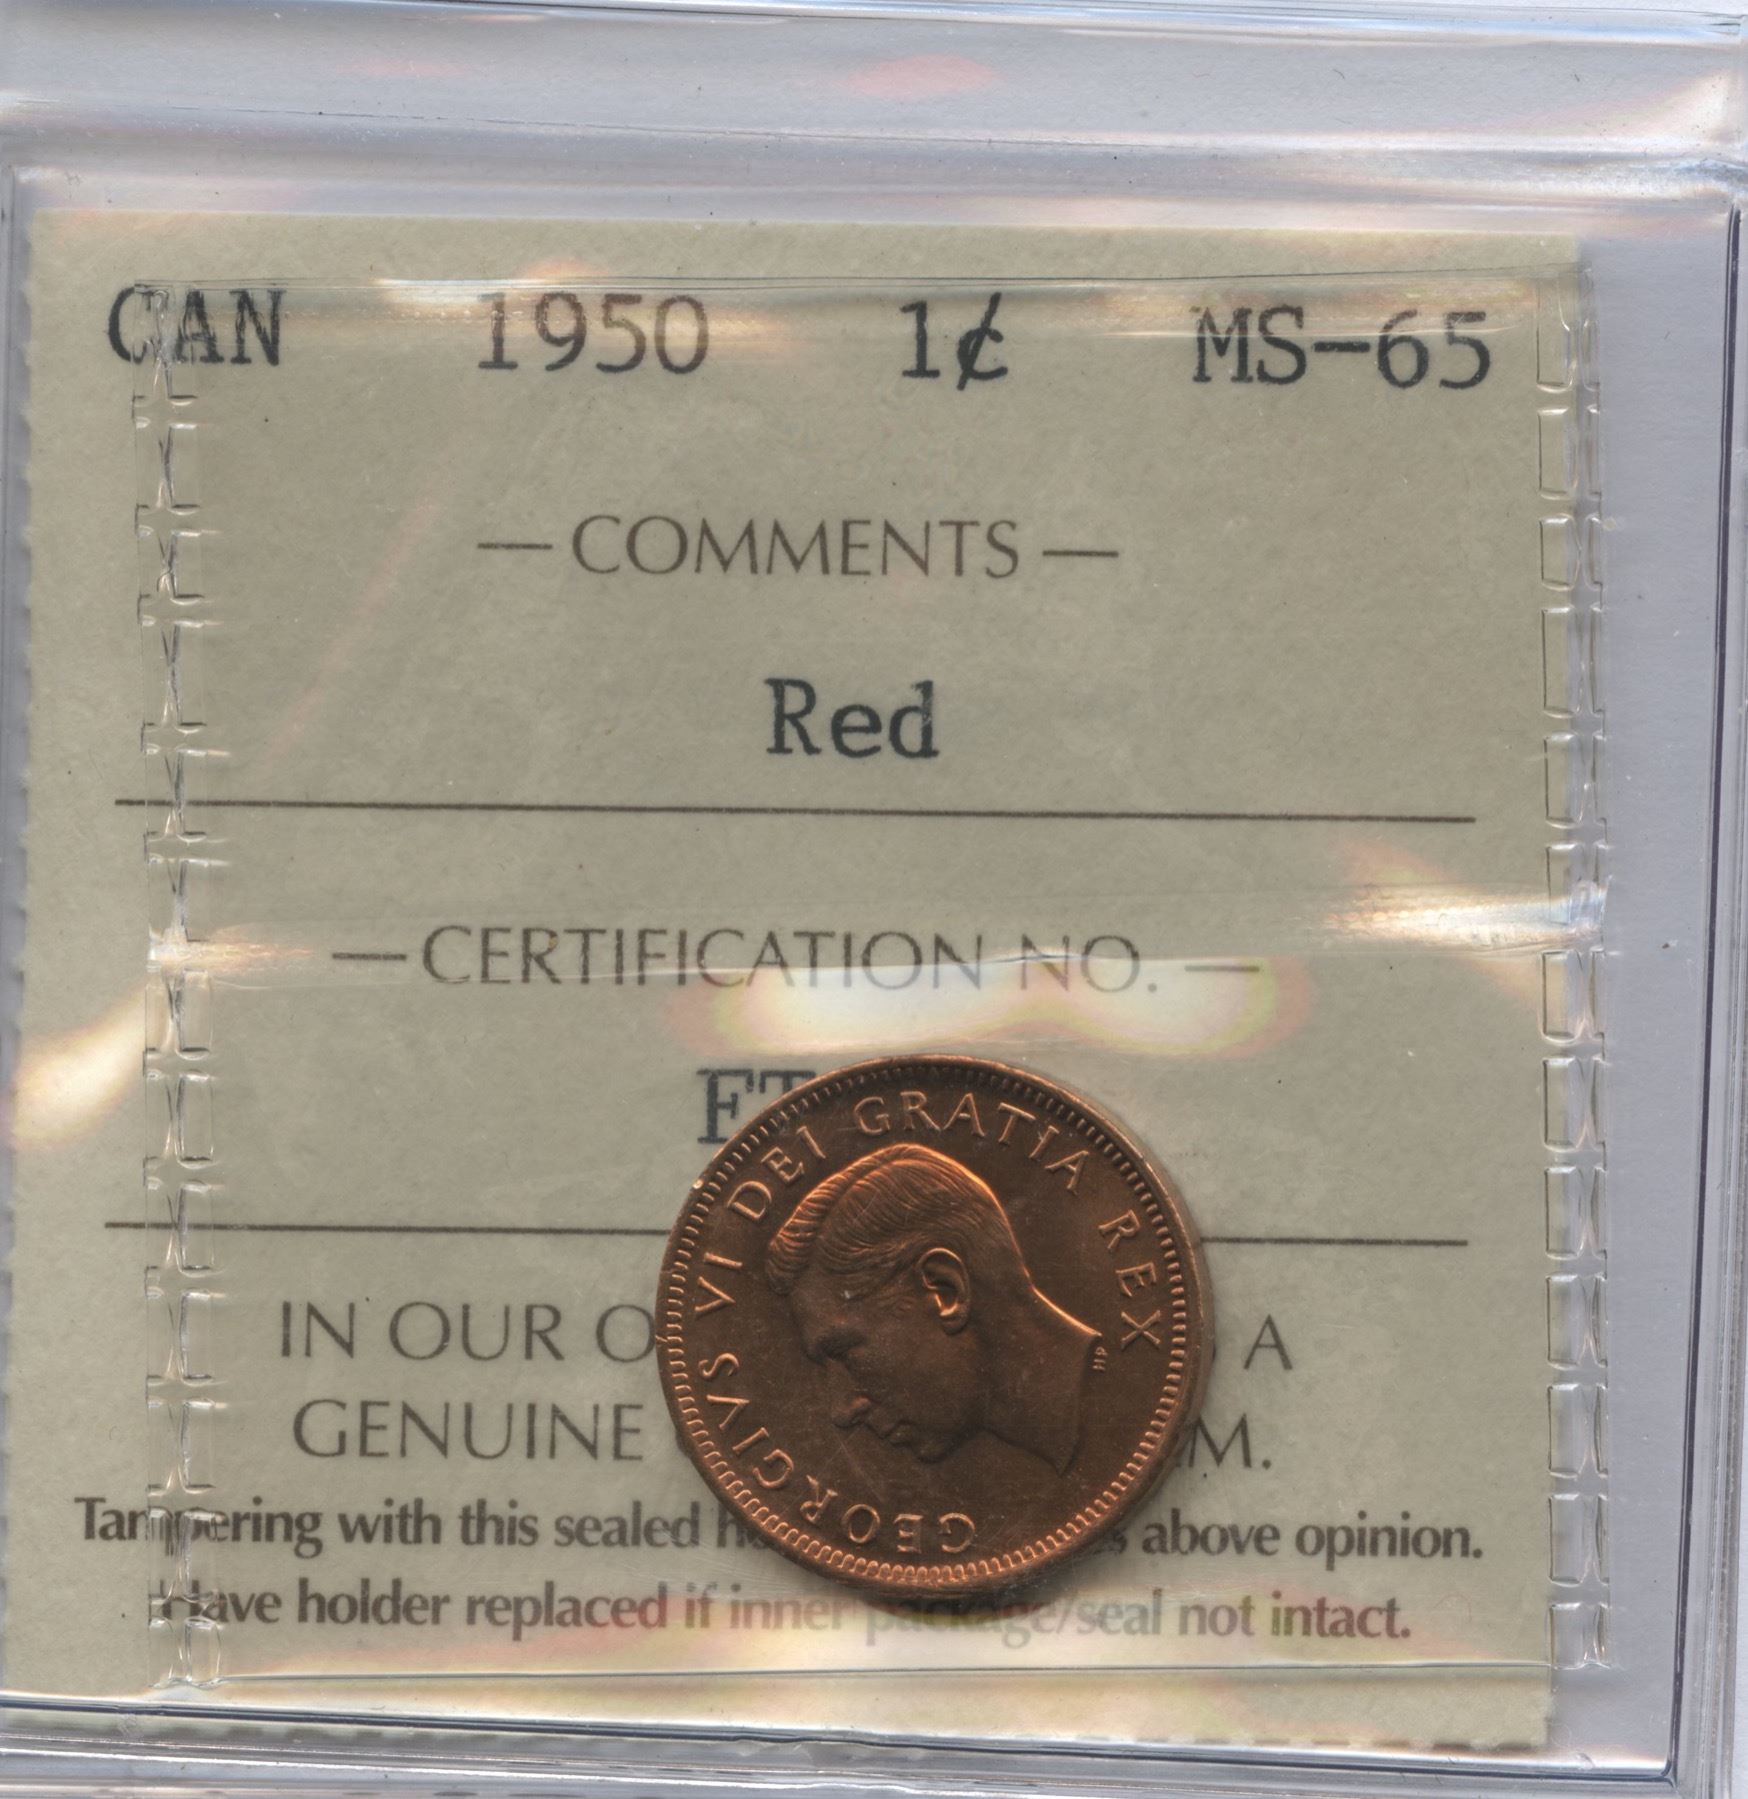 CAN 1950 1¢ MS-65
— COMMENTS —
Red
— CERTIFICATION NO. —
GEORGIVS VI DEI GRATIA REX
HP
IN OUR A
GENUINE
Tampering with this sealed above opinion.
Have holder replaced if inner package/seal not intact.